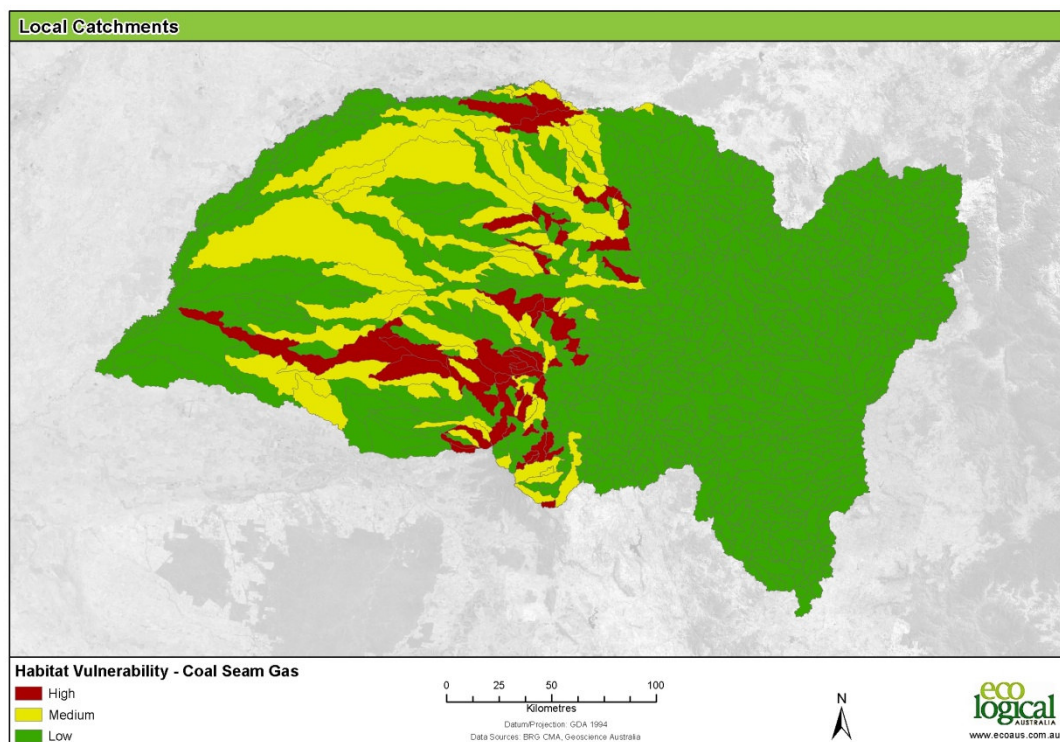 Local Catchments
Habitat Vulnerability - Coal Seam Gas
High
Medium
Low
0 25 50 100
Kilometres
Datum/Projection: GDA 1994
Data Sources: BRG CMA, Geoscience Australia
N
eco
logical
AUSTRALIA
www.ecoaus.com.au